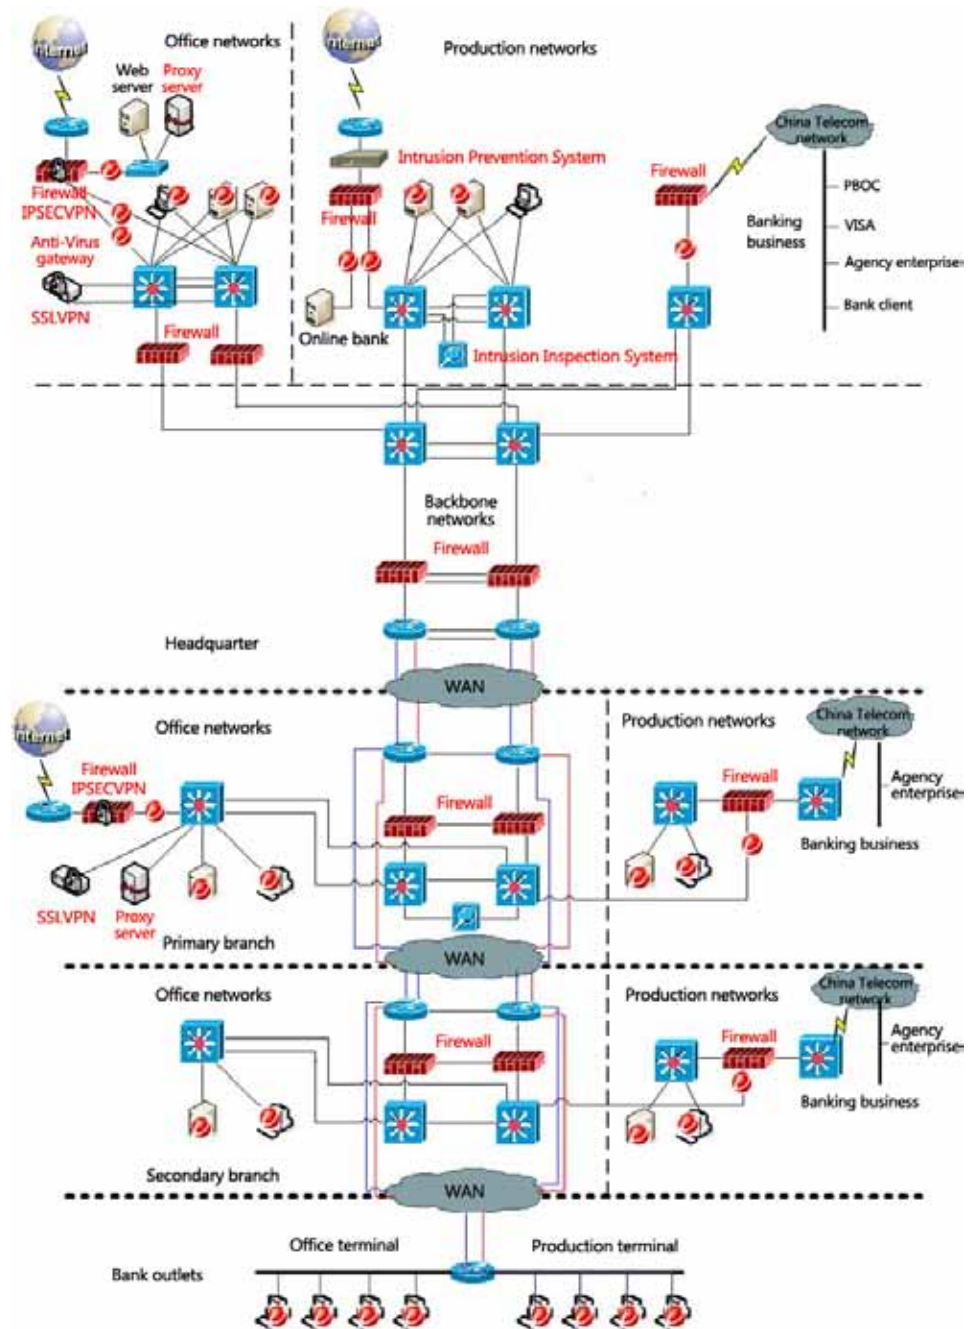 Internet
Office networks
Internet
Production networks
Web
server
Proxy
server
China Telecom
network
Intrusion Prevention System
Firewall
Firewall
IPSECVPN
Firewall
PBOC
Banking
business
VISA
Anti-Virus
gateway
Agency enterprise
SSLVPN
Firewall
Online bank
Bank client
Intrusion Inspection System
Backbone
networks
Firewall
Headquarter
WAN
Internet
Office networks
Production networks
China Telecom
network
Firewall
IPSECVPN
Firewall
Firewall
Agency
enterprise
Banking business
SSLVPN
Proxy
server
Primary branch
WAN
Office networks
Production networks
China Telecom
network
Firewall
Firewall
Agency
enterprise
Banking business
Secondary branch
WAN
Office terminal
Production terminal
Bank outlets